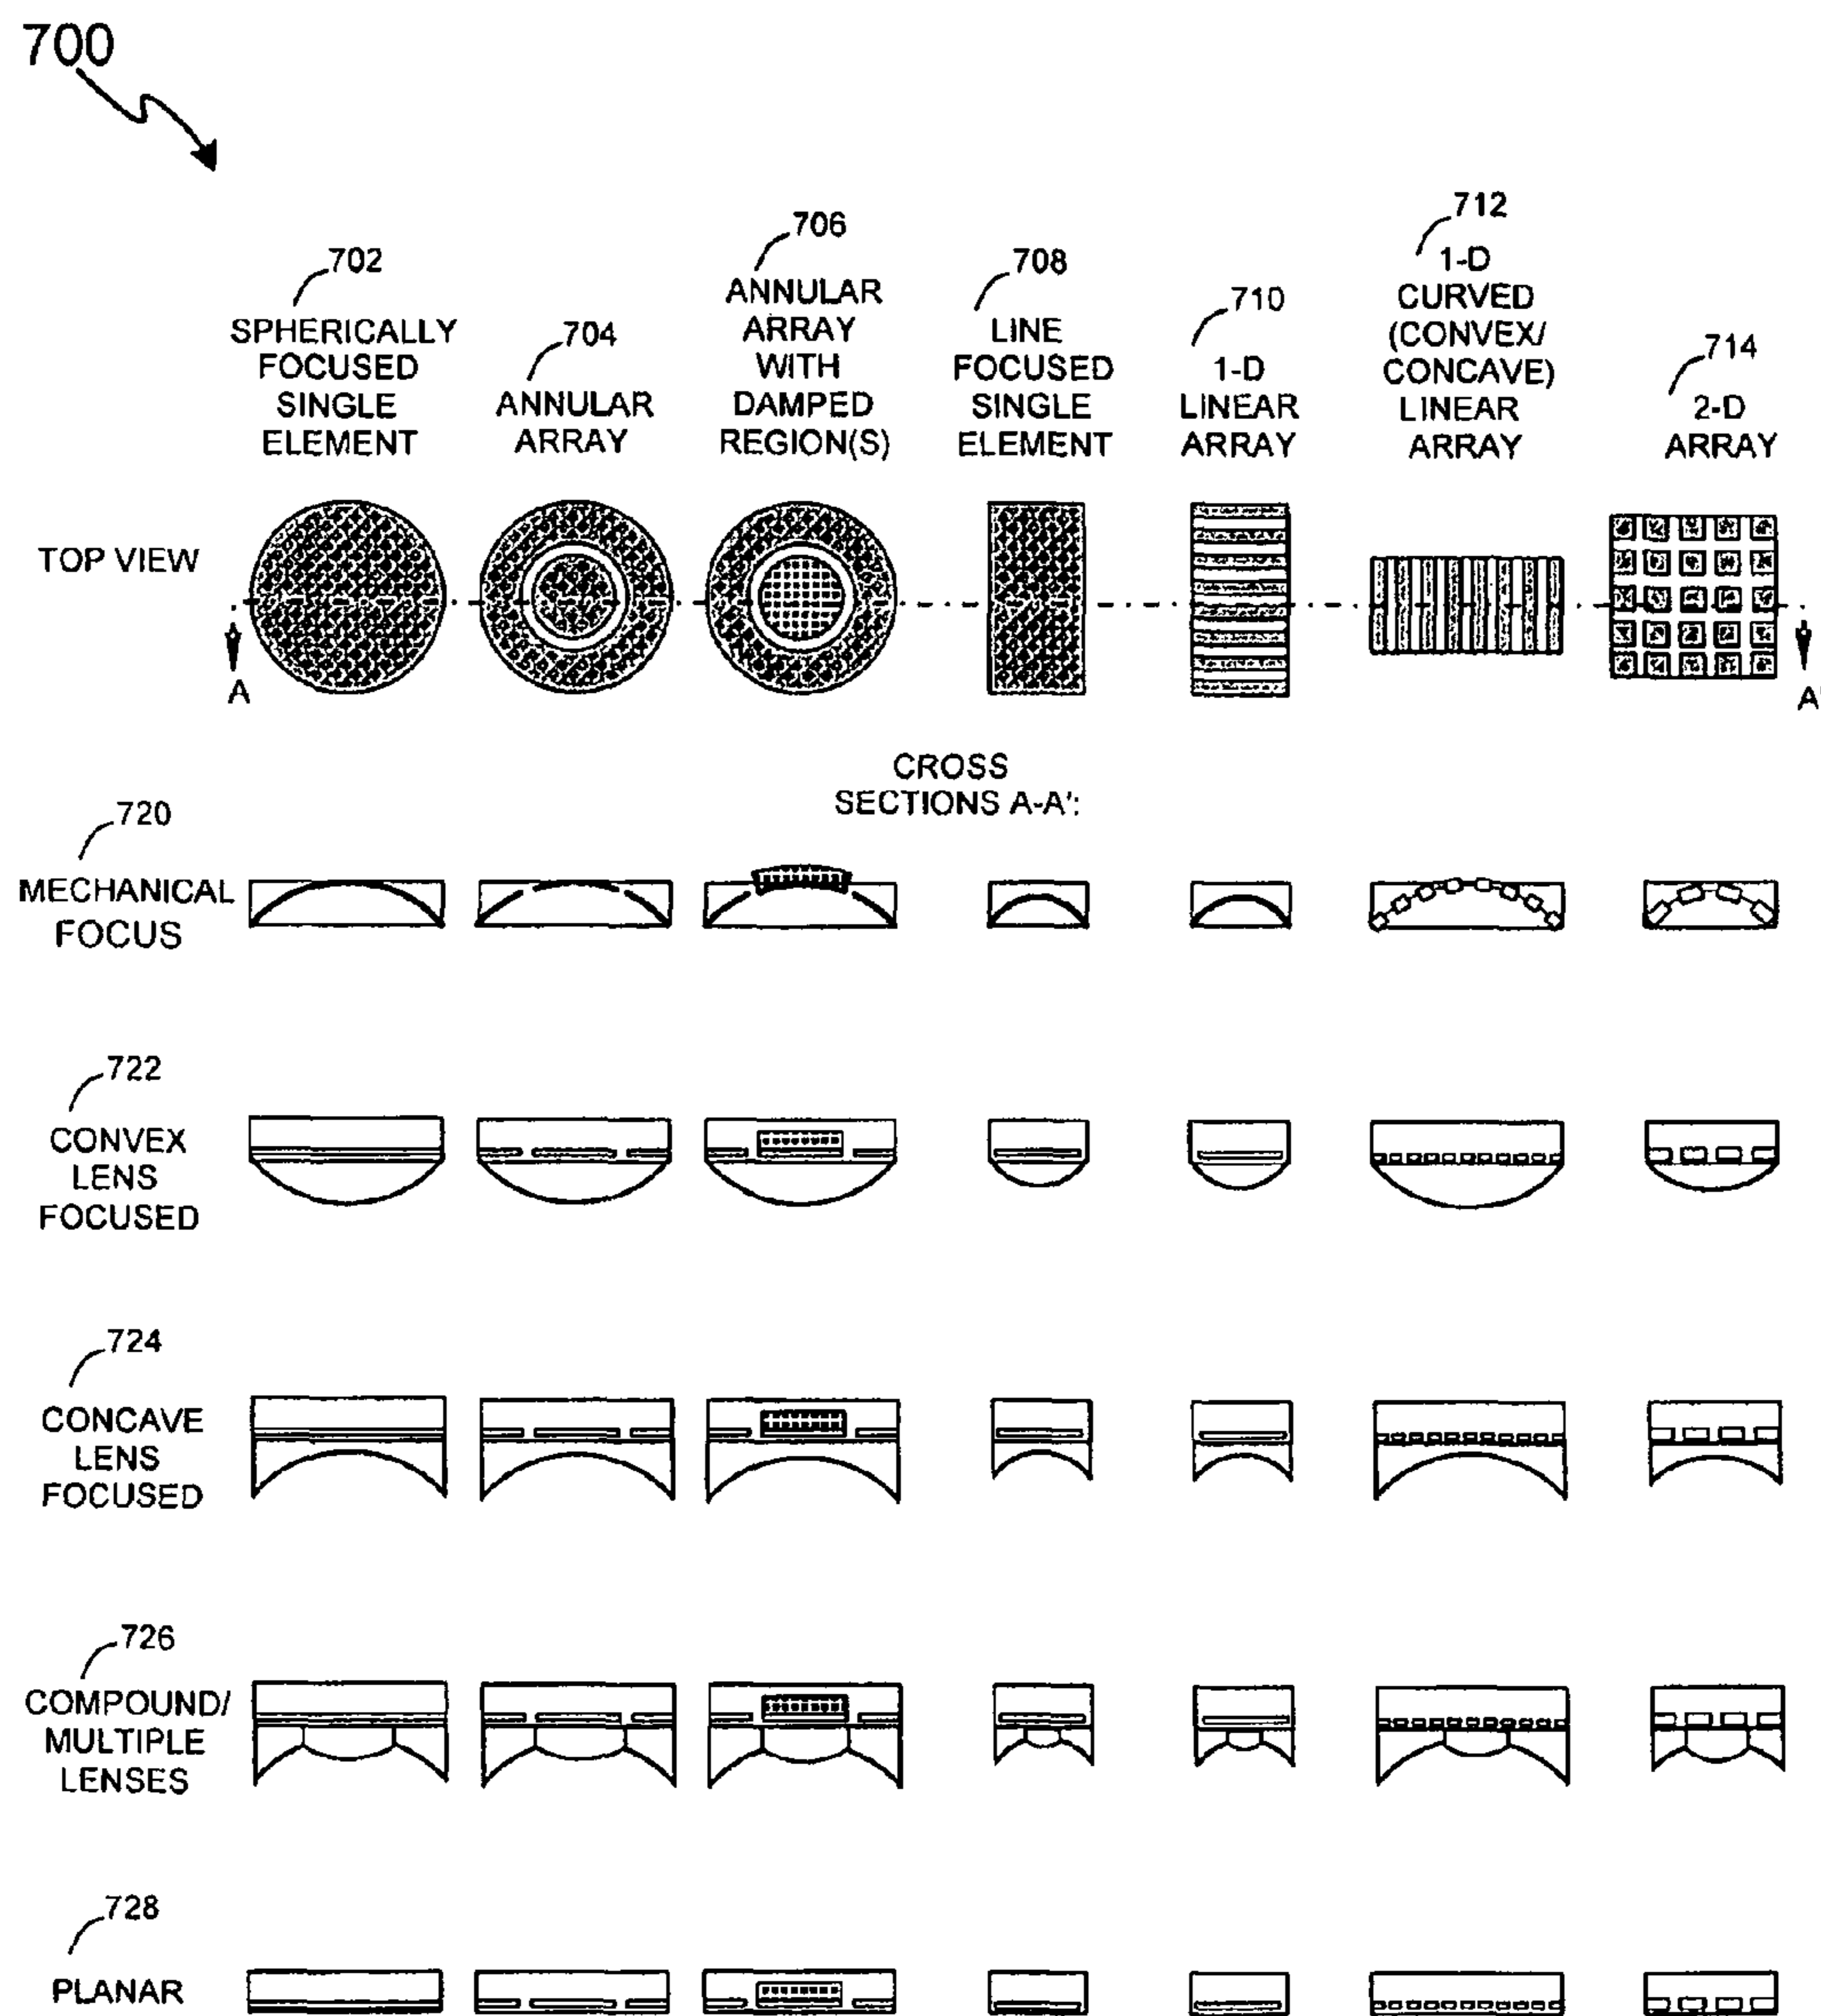 700
702
SPHERICALLY
FOCUSED
SINGLE
ELEMENT
704
ANNULAR
ARRAY
706
ANNULAR
ARRAY
WITH
DAMPED
REGION(S)
708
LINE
FOCUSED
SINGLE
ELEMENT
710
1-D
LINEAR
ARRAY
712
1-D
CURVED
(CONVEX/
CONCAVE)
LINEAR
ARRAY
714
2-D
ARRAY
TOP VIEW
A
A'
CROSS
SECTIONS A-A':
720
MECHANICAL
FOCUS
722
CONVEX
LENS
FOCUSED
724
CONCAVE
LENS
FOCUSED
726
COMPOUND/
MULTIPLE
LENSES
728
PLANAR